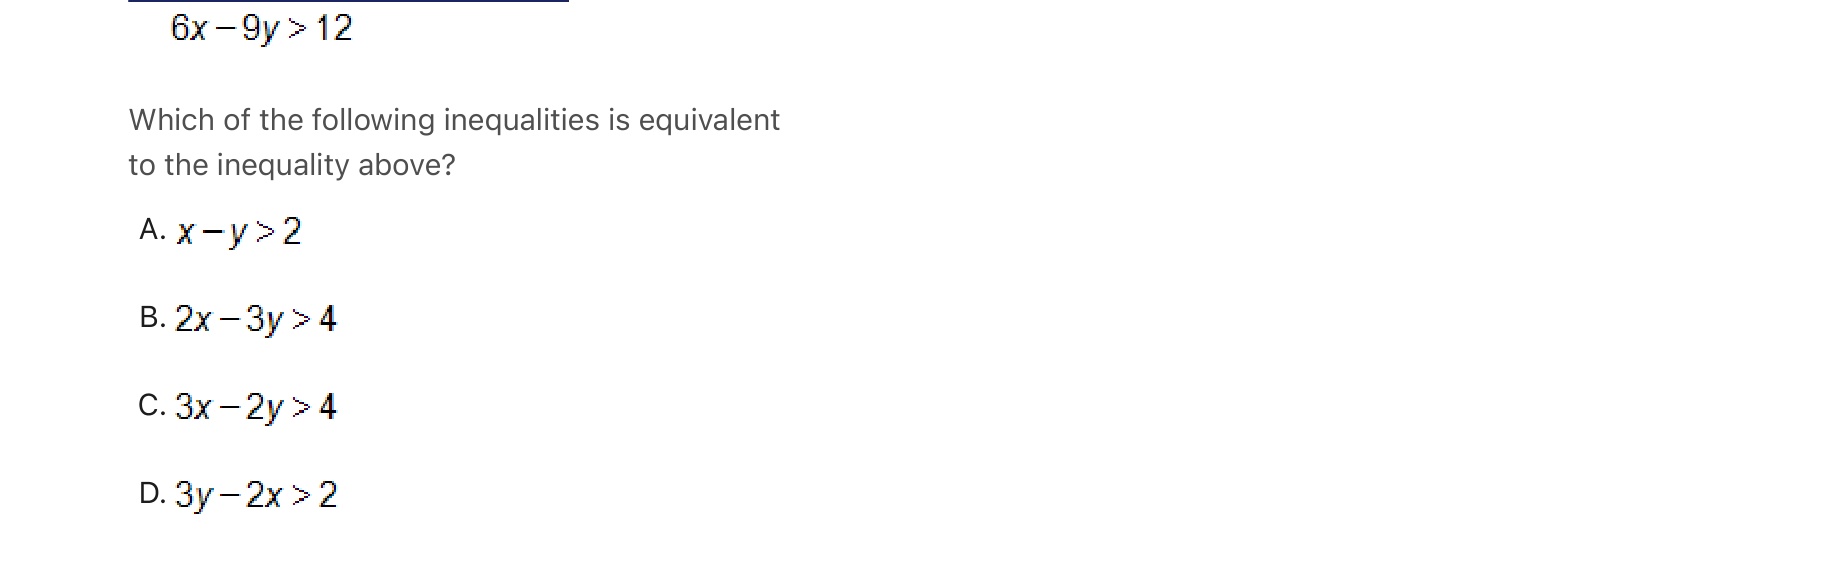 6x − 9y > 12
Which of the following inequalities is equivalent
to the inequality above?
A. x − y > 2
B. 2x − 3y > 4
C. 3x − 2y > 4
D. 3y − 2x > 2